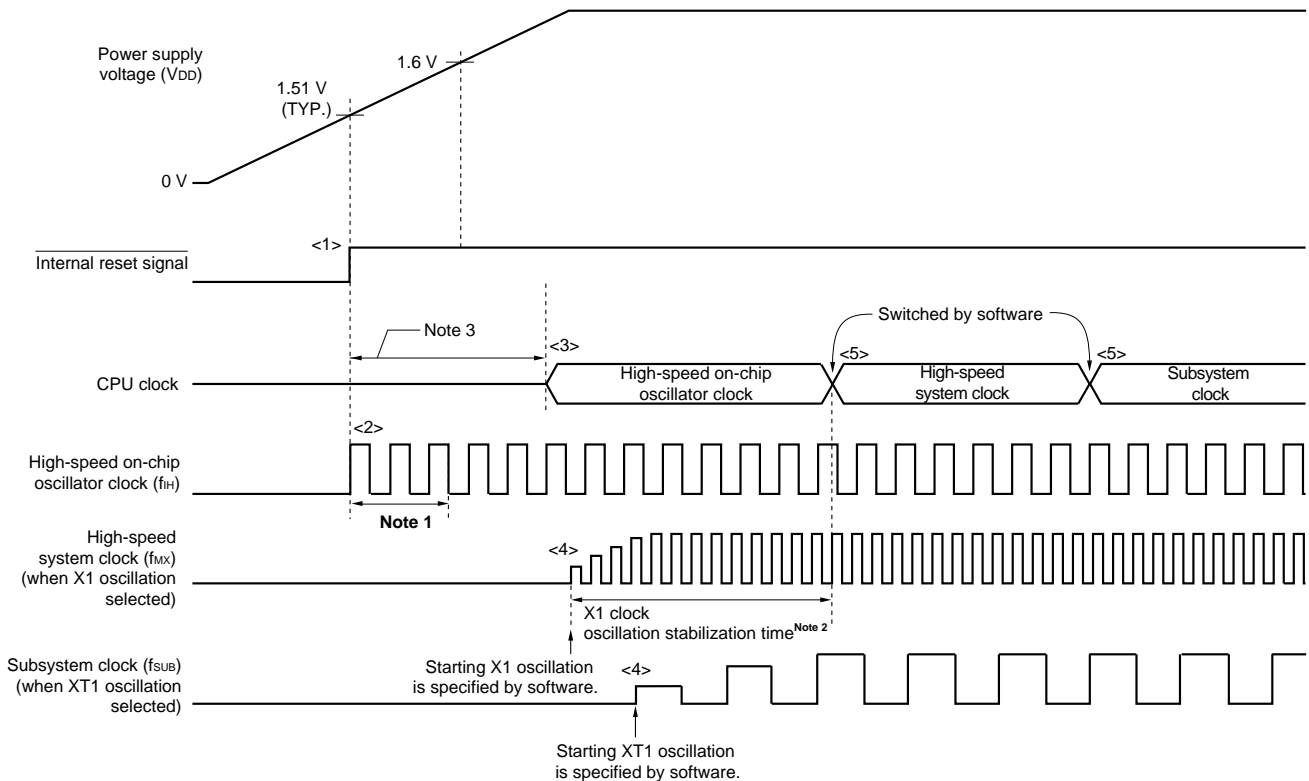 Power supply
voltage (VDD)
1.6 V
1.51 V
(TYP.)
0 V
<1>
Internal reset signal
Note 3
Switched by software
<3>
<5>
<5>
CPU clock
High-speed on-chip
oscillator clock
High-speed
system clock
Subsystem
clock
<2>
High-speed on-chip
oscillator clock (fIH)
Note 1
High-speed
system clock (fMX)
(when X1 oscillation
selected)
<4>
X1 clock
oscillation stabilization timeNote 2
Starting X1 oscillation
is specified by software.
Subsystem clock (fSUB)
(when XT1 oscillation
selected)
<4>
Starting XT1 oscillation
is specified by software.